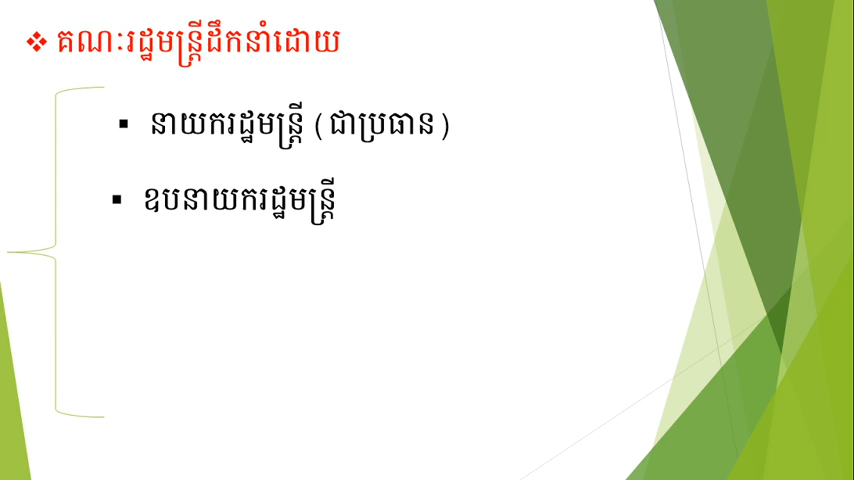 ❖ គណៈរដ្ឋមន្ត្រីដឹកនាំដោយ
▪ នាយករដ្ឋមន្ត្រី (ជាប្រធាន)
▪ ឧបនាយករដ្ឋមន្ត្រី